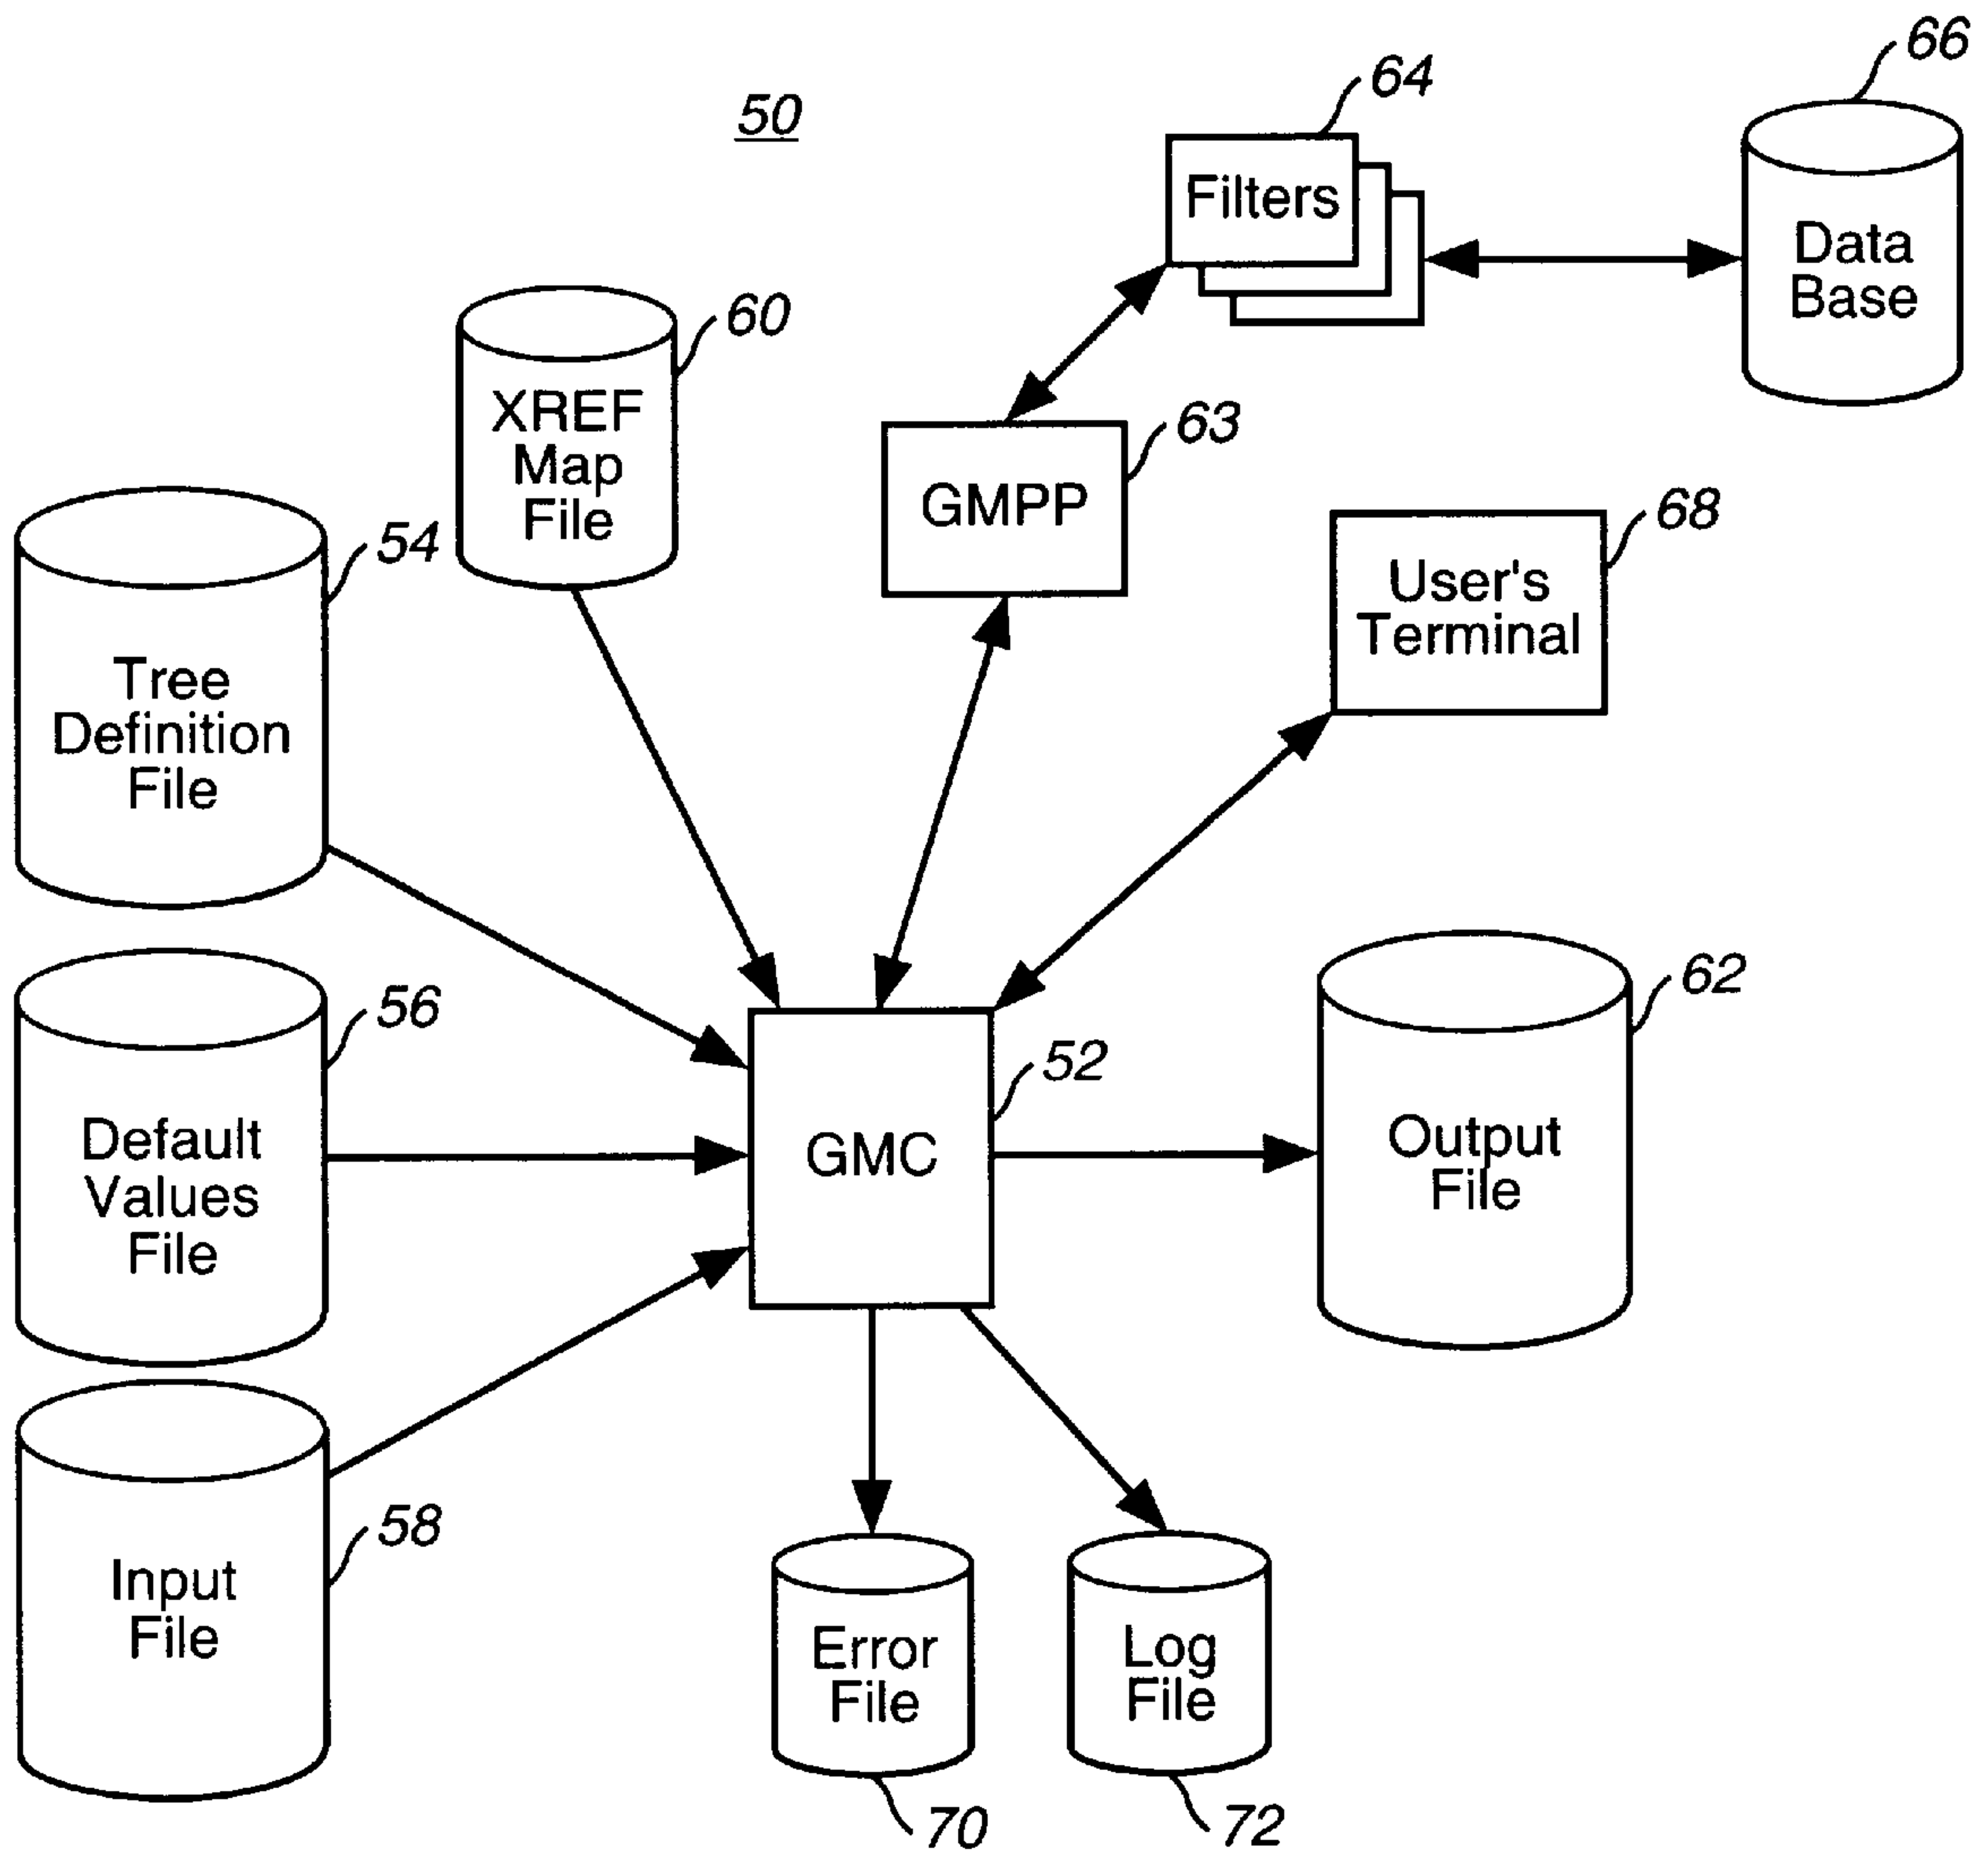 66
64
50
Filters
Data
Base
60
XREF
Map
File
63
GMPP
68
User's
Terminal
54
Tree
Definition
File
62
56
52
Default
Values
File
GMC
Output
File
58
Input
File
Error
File
Log
File
70
72